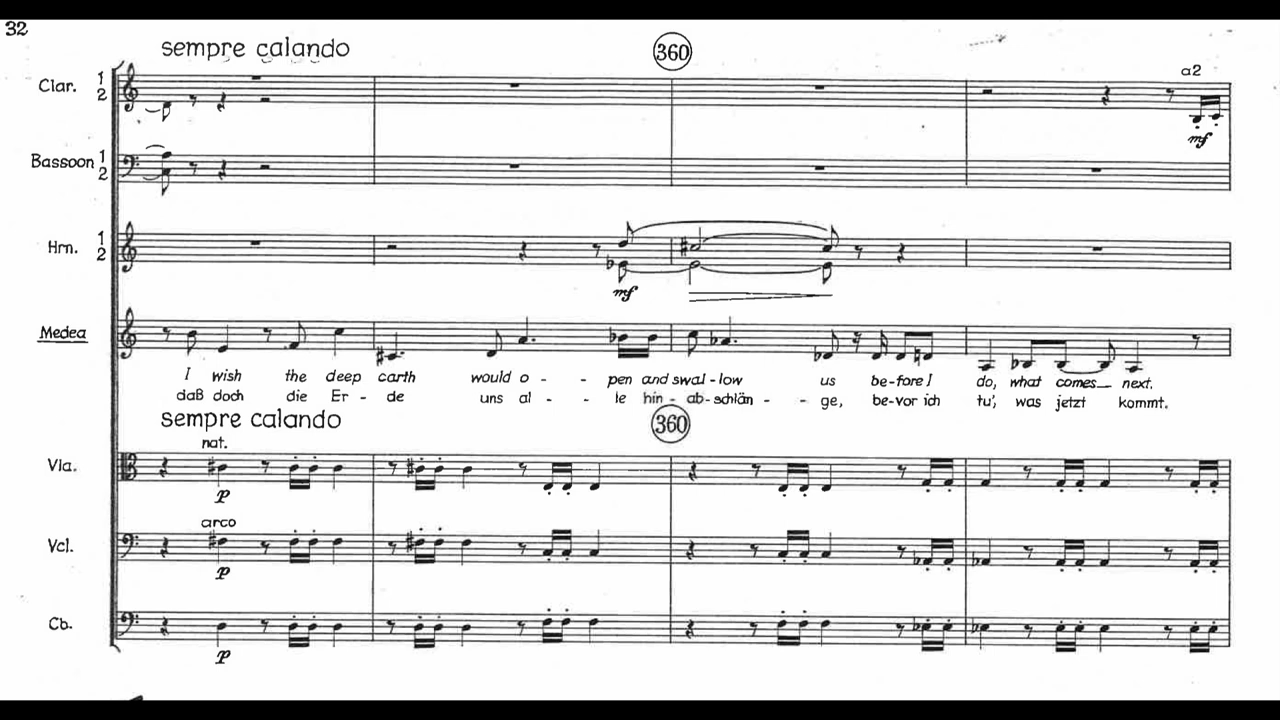 32
sempre calando
360
Clar. 1 2
a2
mf
Bassoon 1 2
Hrn. 1 2
mf
Medea
I wish the deep earth would o - - pen and swal - low us be - fore I do, what comes next.
daß doch die Er - de uns al - - le hin - ab - schlän - - ge, be - vor ich tu', was jetzt kommt.
sempre calando
360
nat.
Vla.
p
arco
Vcl.
p
Cb.
p